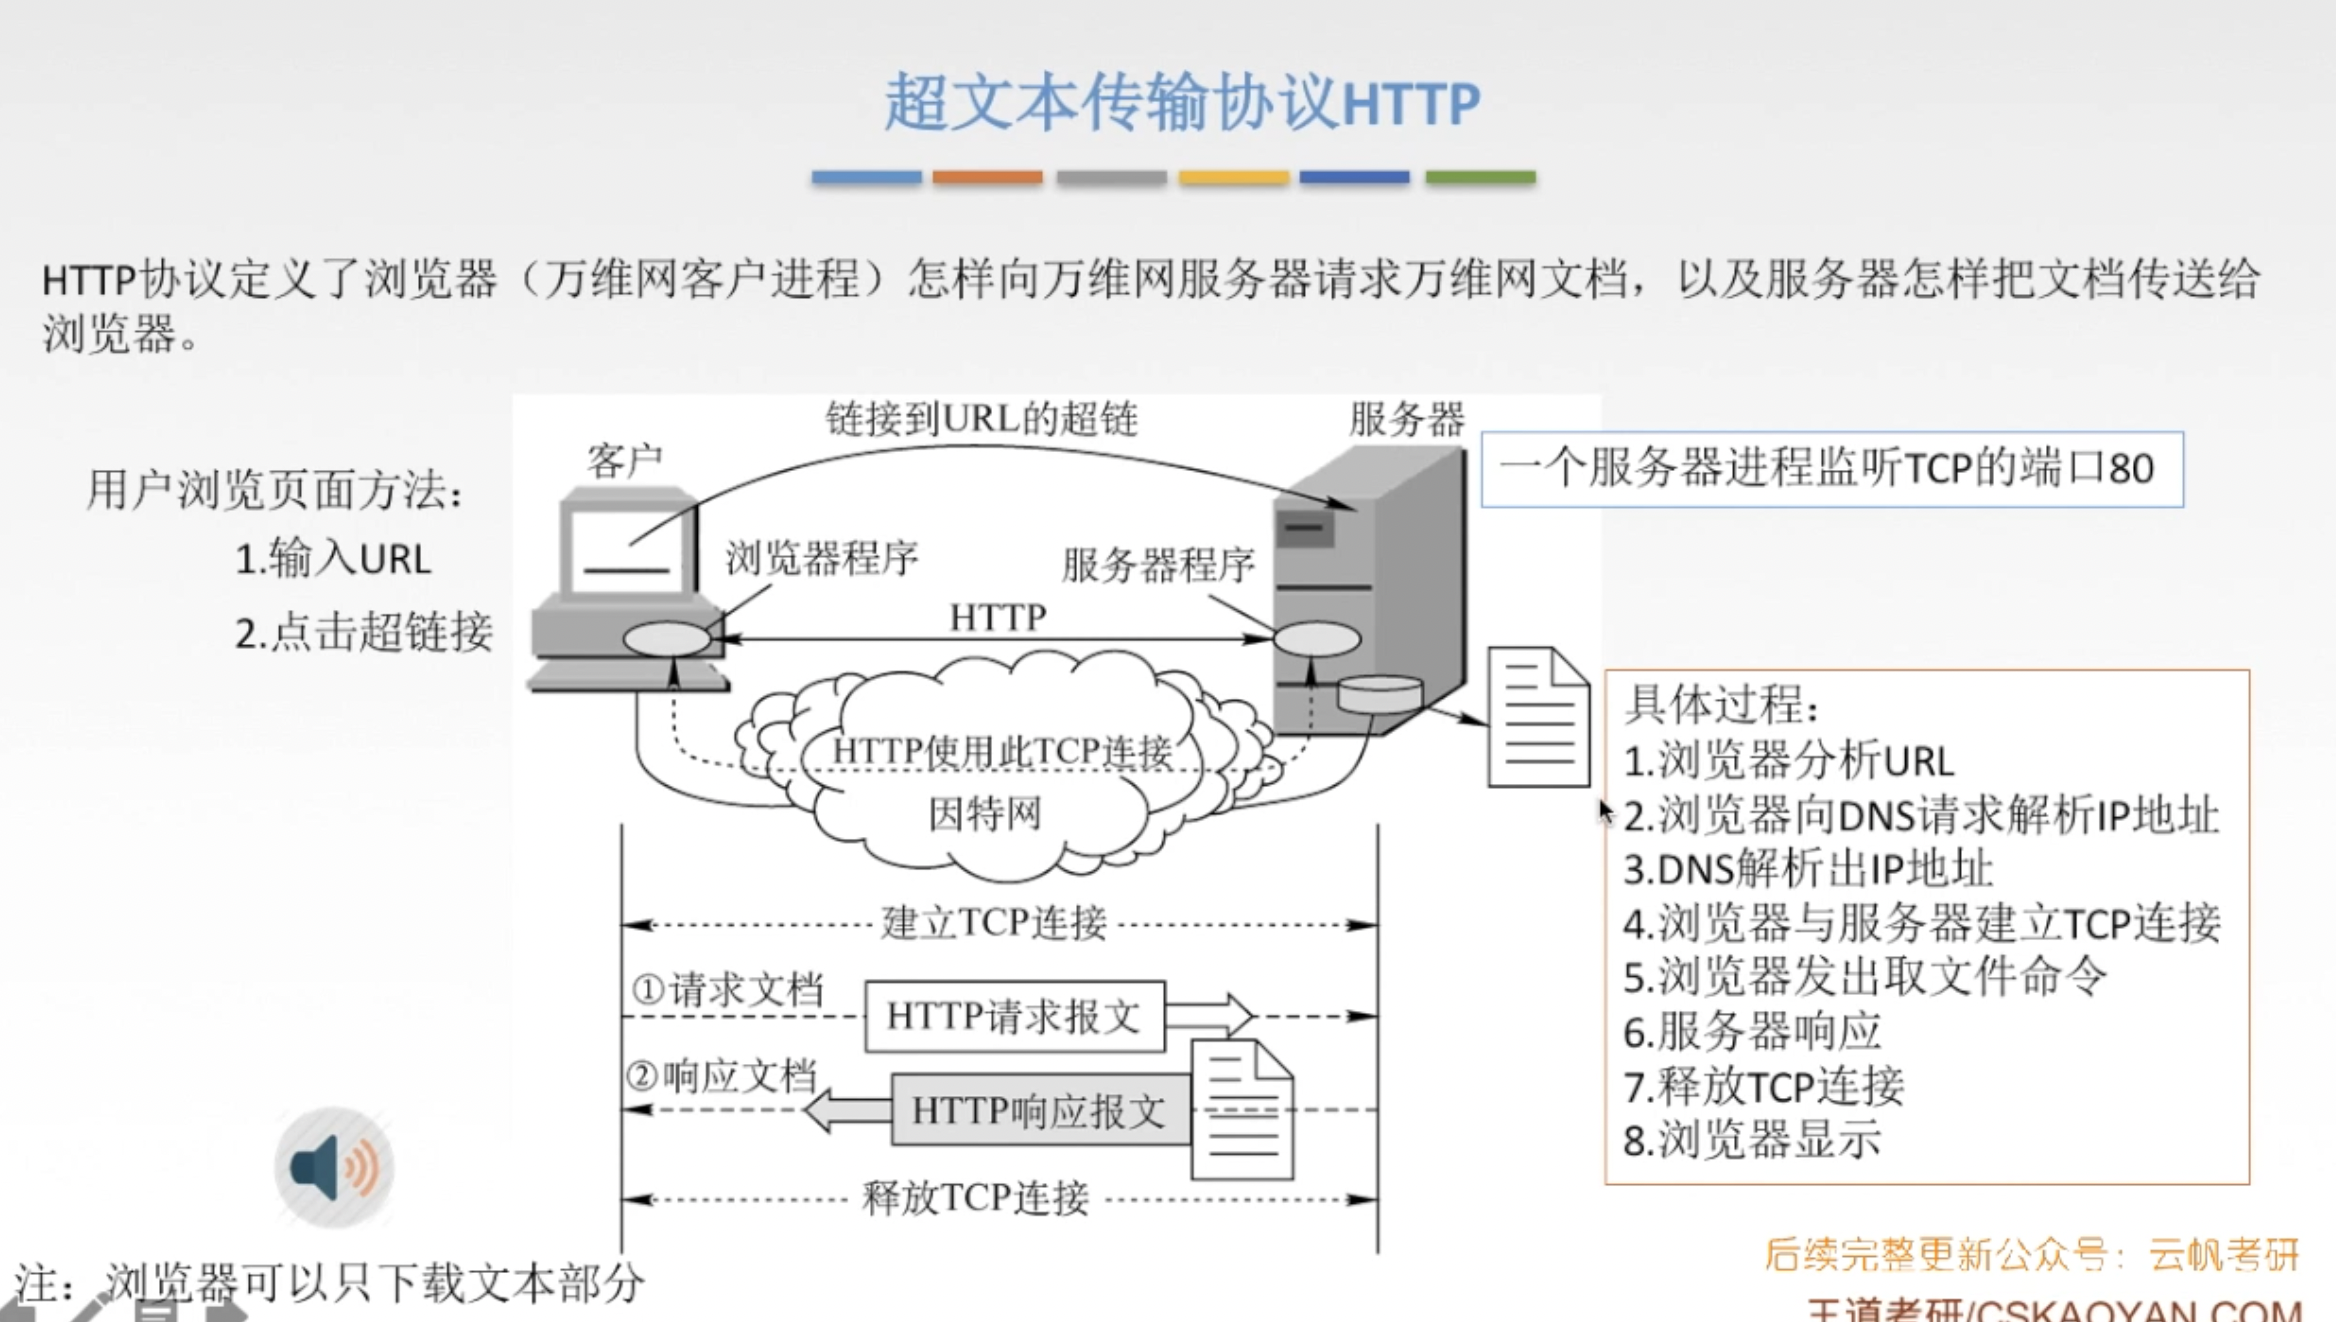 超文本传输协议HTTP
HTTP协议定义了浏览器（万维网客户进程）怎样向万维网服务器请求万维网文档，以及服务器怎样把文档传送给
浏览器。
用户浏览页面方法：
1.输入URL
2.点击超链接
链接到URL的超链
客户
服务器
一个服务器进程监听TCP的端口80
浏览器程序
服务器程序
HTTP
HTTP使用此TCP连接
因特网
建立TCP连接
①请求文档
HTTP请求报文
②响应文档
HTTP响应报文
释放TCP连接
具体过程：
1.浏览器分析URL
2.浏览器向DNS请求解析IP地址
3.DNS解析出IP地址
4.浏览器与服务器建立TCP连接
5.浏览器发出取文件命令
6.服务器响应
7.释放TCP连接
8.浏览器显示
注：浏览器可以只下载文本部分
后续完整更新公众号：云帆考研
王道考研/CSKAOYAN.COM